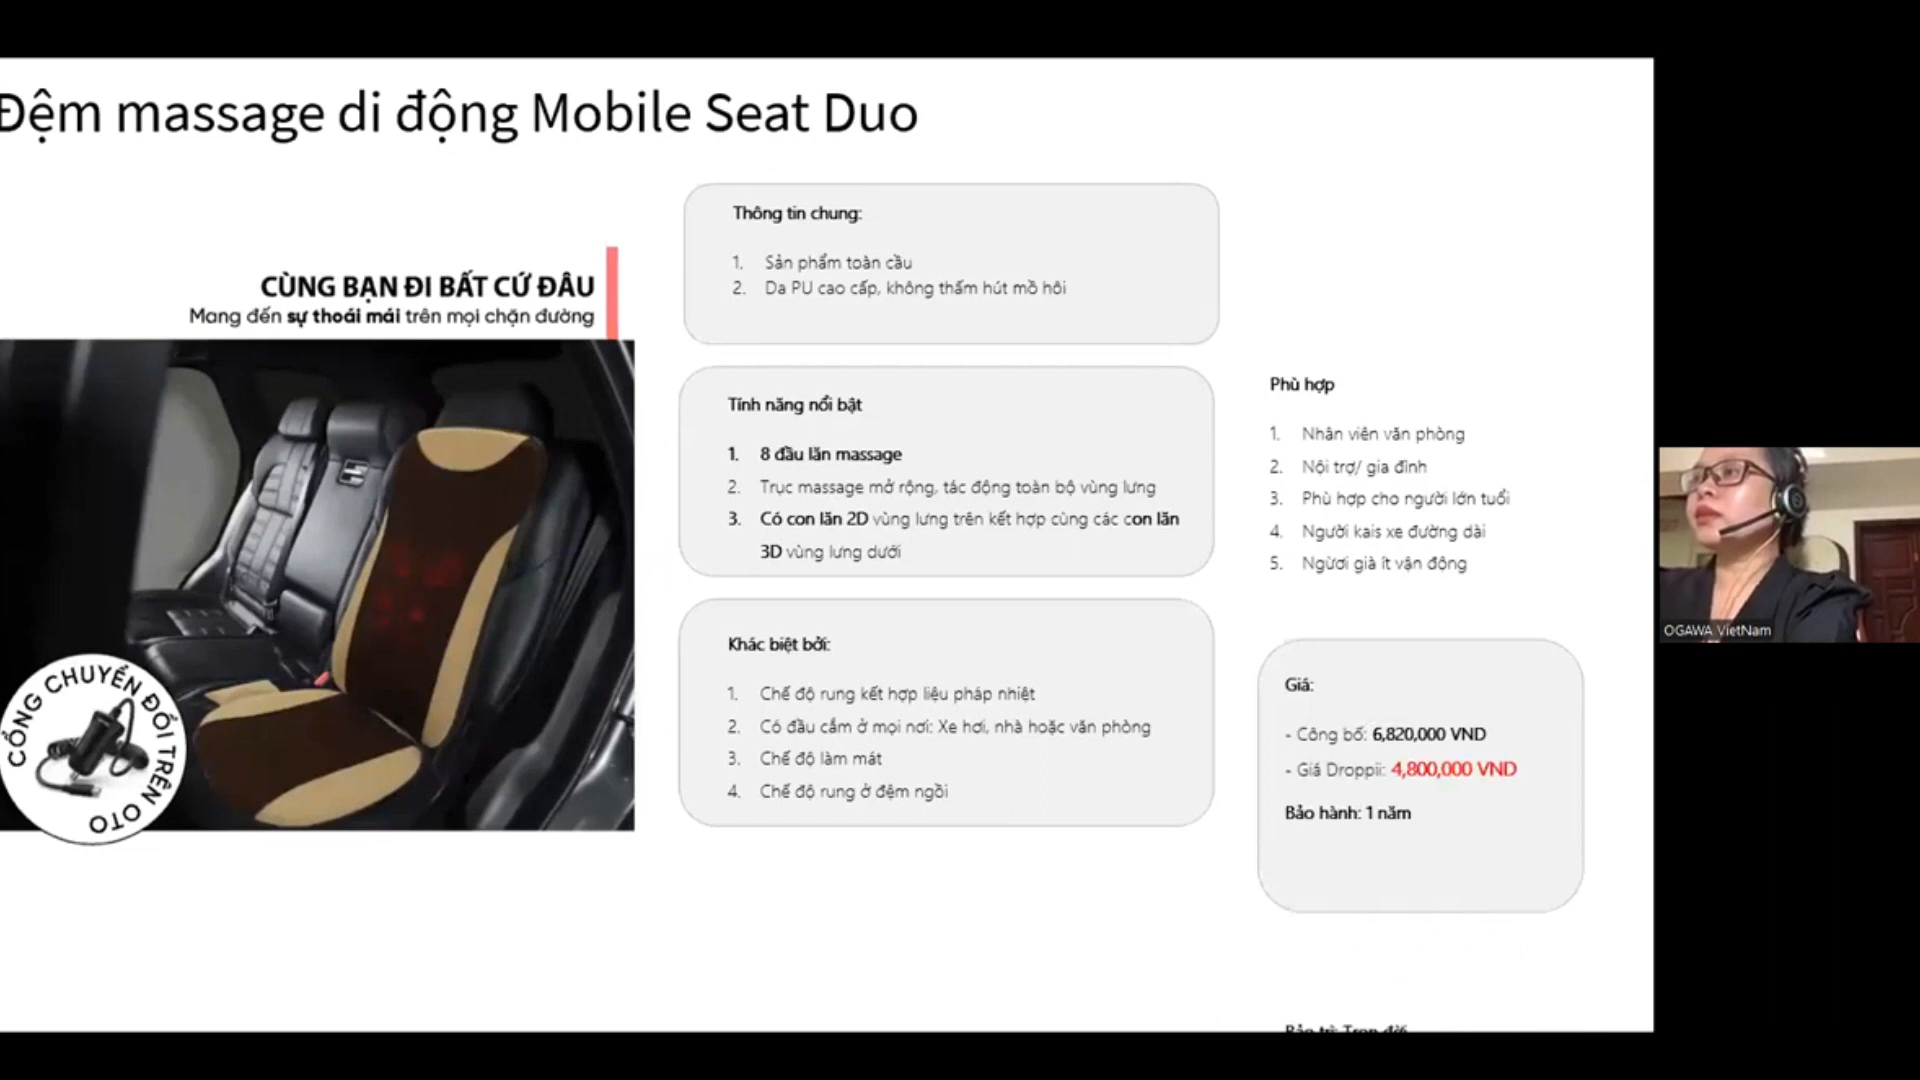 Đệm massage di động Mobile Seat Duo
CÙNG BẠN ĐI BẤT CỨ ĐÂU
Mang đến sự thoải mái trên mọi chặn đường
CỔNG CHUYỂN ĐỔI TRÊN OTO
Thông tin chung:
1. Sản phẩm toàn cầu
2. Da PU cao cấp, không thấm hút mồ hôi
Tính năng nổi bật
1. 8 đầu lăn massage
2. Trục massage mở rộng, tác động toàn bộ vùng lưng
3. Có con lăn 2D vùng lưng trên kết hợp cùng các con lăn
3D vùng lưng dưới
Khác biệt bởi:
1. Chế độ rung kết hợp liệu pháp nhiệt
2. Có đầu cắm ở mọi nơi: Xe hơi, nhà hoặc văn phòng
3. Chế độ làm mát
4. Chế độ rung ở đệm ngồi
Phù hợp
1. Nhân viên văn phòng
2. Nội trợ/ gia đình
3. Phù hợp cho người lớn tuổi
4. Người kais xe đường dài
5. Ngừơi già ít vận động
Giá:
- Công bố: 6,820,000 VND
- Giá Droppii: 4,800,000 VND
Bảo hành: 1 năm
Bảo trì: Trọn đời
OGAWA VietNam